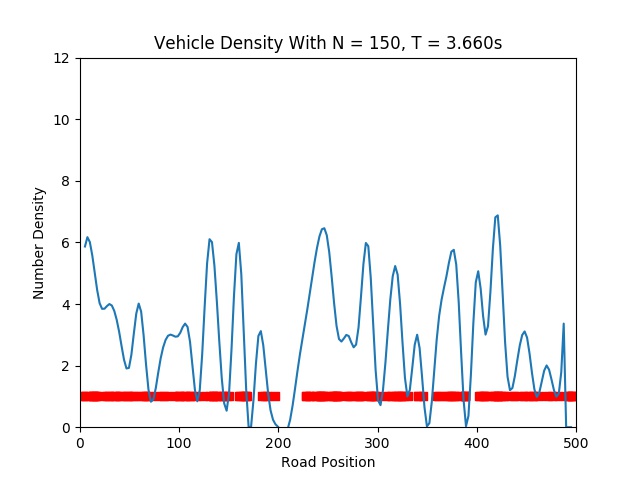 Vehicle Density With N = 150, T = 3.660s
12
10
8
6
4
2
0
Number Density
0 100 200 300 400 500
Road Position